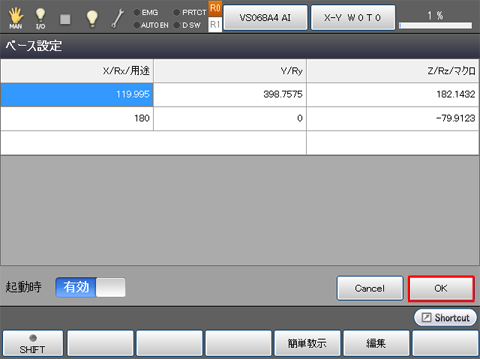 MAN
I/O
EMG
PRTCT
AUTO EN
D SW
R0
R1
VS068A4 AI
X-Y W0T0
1 %
ベース設定
X/Rx/用途 Y/Ry Z/Rz/マクロ
119.995 398.7575 182.1432
180 0 -79.9123
起動時 有効 Cancel OK
Shortcut
SHIFT 簡単教示 編集